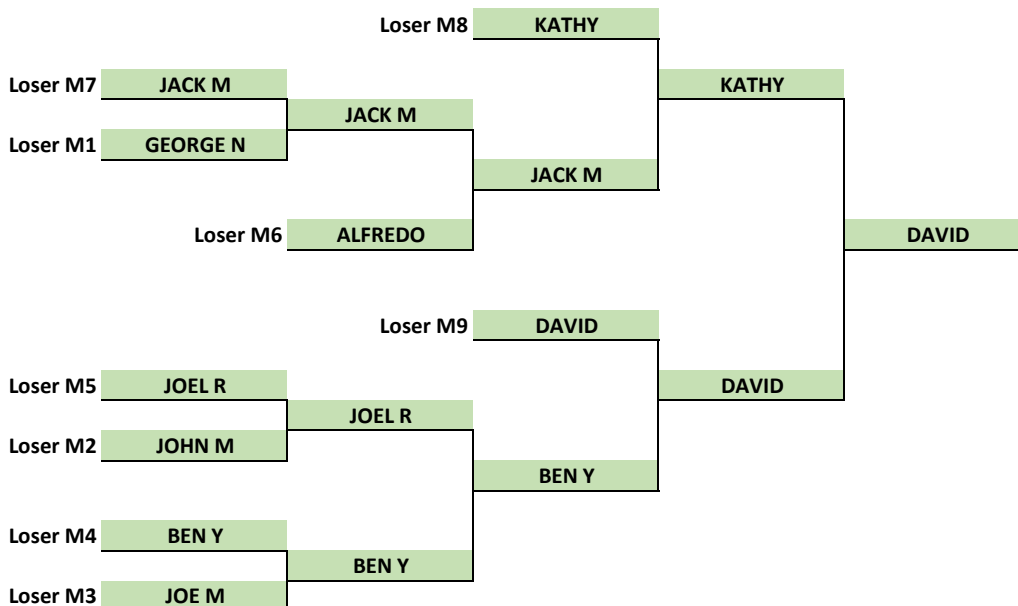 Loser M8 KATHY
Loser M7 JACK M KATHY
JACK M
Loser M1 GEORGE N
JACK M
Loser M6 ALFREDO DAVID
Loser M9 DAVID
Loser M5 JOEL R DAVID
JOEL R
Loser M2 JOHN M
BEN Y
Loser M4 BEN Y
BEN Y
Loser M3 JOE M